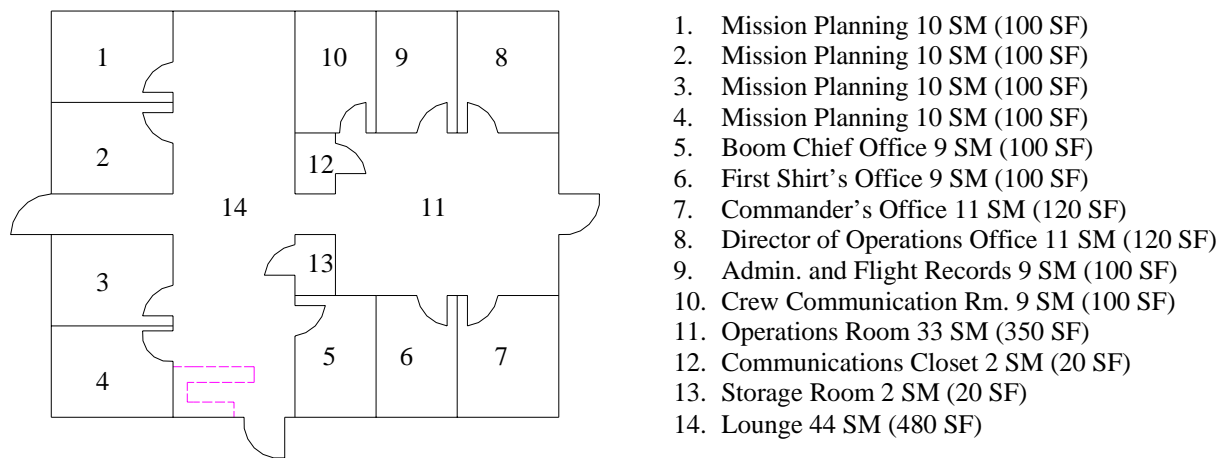 1
2
3
4
5
6
7
8
9
10
11
12
13
14
1. Mission Planning 10 SM (100 SF)
2. Mission Planning 10 SM (100 SF)
3. Mission Planning 10 SM (100 SF)
4. Mission Planning 10 SM (100 SF)
5. Boom Chief Office 9 SM (100 SF)
6. First Shirt’s Office 9 SM (100 SF)
7. Commander’s Office 11 SM (120 SF)
8. Director of Operations Office 11 SM (120 SF)
9. Admin. and Flight Records 9 SM (100 SF)
10. Crew Communication Rm. 9 SM (100 SF)
11. Operations Room 33 SM (350 SF)
12. Communications Closet 2 SM (20 SF)
13. Storage Room 2 SM (20 SF)
14. Lounge 44 SM (480 SF)